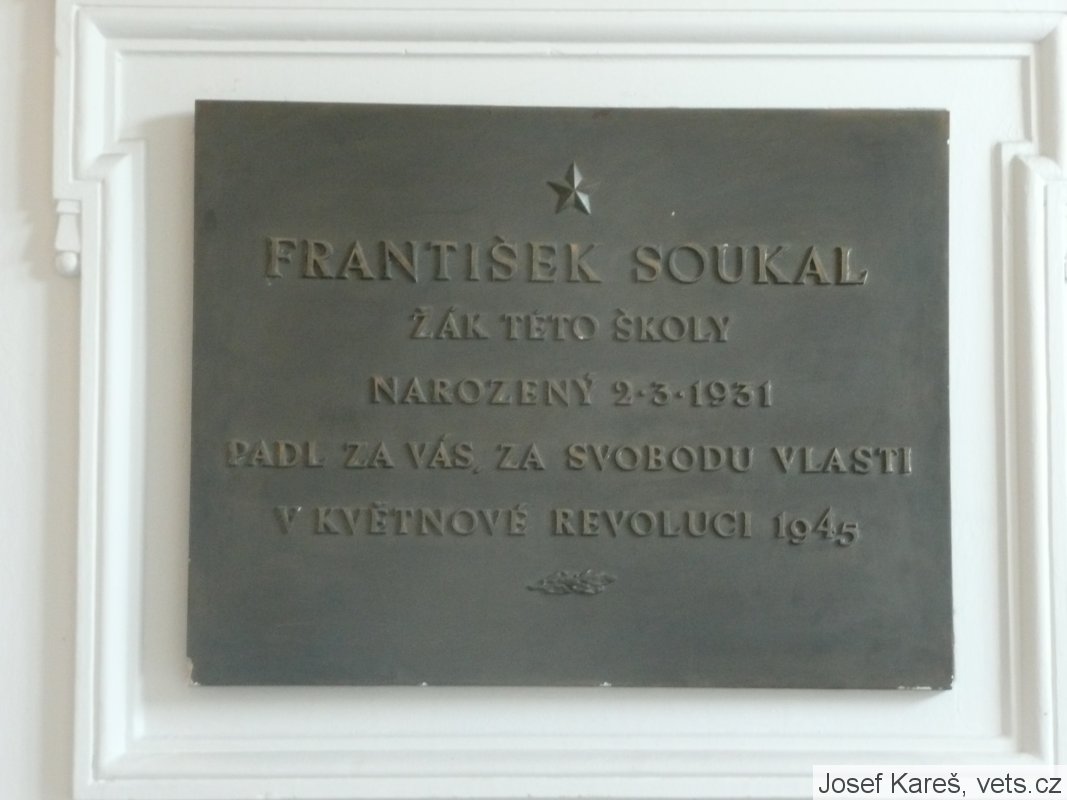 FRANTIŠEK SOUKAL
ŽÁK TÉTO ŠKOLY
NAROZENÝ 2·3·1931
PADL ZA VÁS, ZA SVOBODU VLASTI
V KVĚTNOVÉ REVOLUCI 1945
Josef Kareš, vets.cz